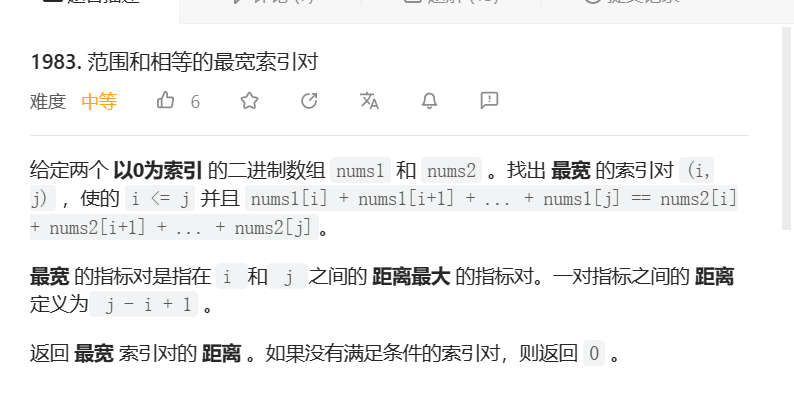 1983. 范围和相等的最宽索引对
难度 中等 6
给定两个 以0为索引 的二进制数组 nums1 和 nums2 。找出 最宽 的索引对 (i,
j) ，使的 i <= j 并且 nums1[i] + nums1[i+1] + ... + nums1[j] == nums2[i]
+ nums2[i+1] + ... + nums2[j]。
最宽 的指标对是指在 i 和 j 之间的 距离最大 的指标对。一对指标之间的 距离
定义为 j - i + 1 。
返回 最宽 索引对的 距离 。如果没有满足条件的索引对，则返回 0 。